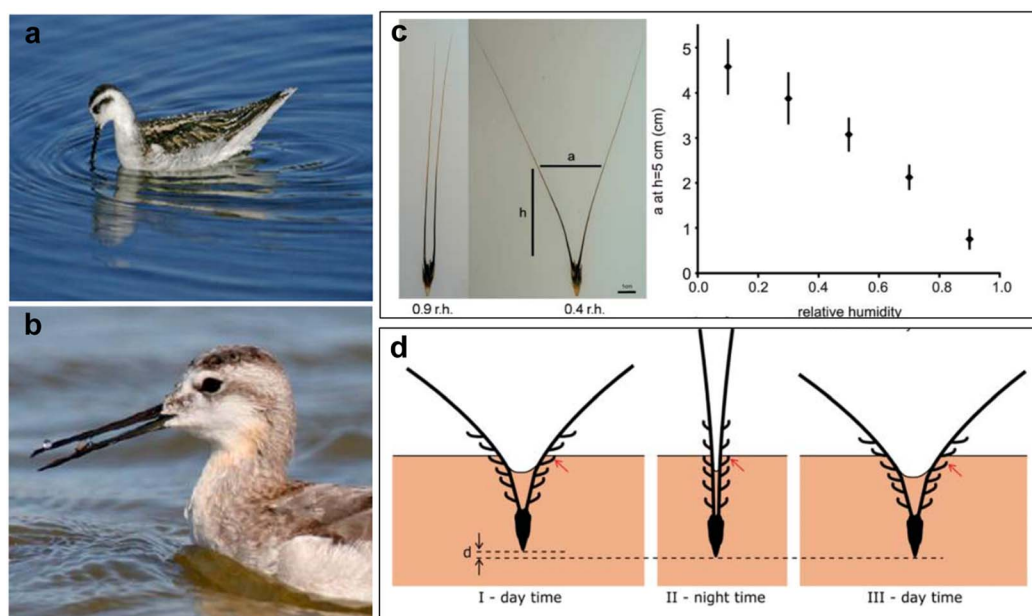 a
b
c
a
h
1cm
0.9 r.h.
0.4 r.h.
a at h=5 cm (cm)
5
4
3
2
1
0
0.0
0.2
0.4
0.6
0.8
1.0
relative humidity
d
d
I - day time
II - night time
III - day time